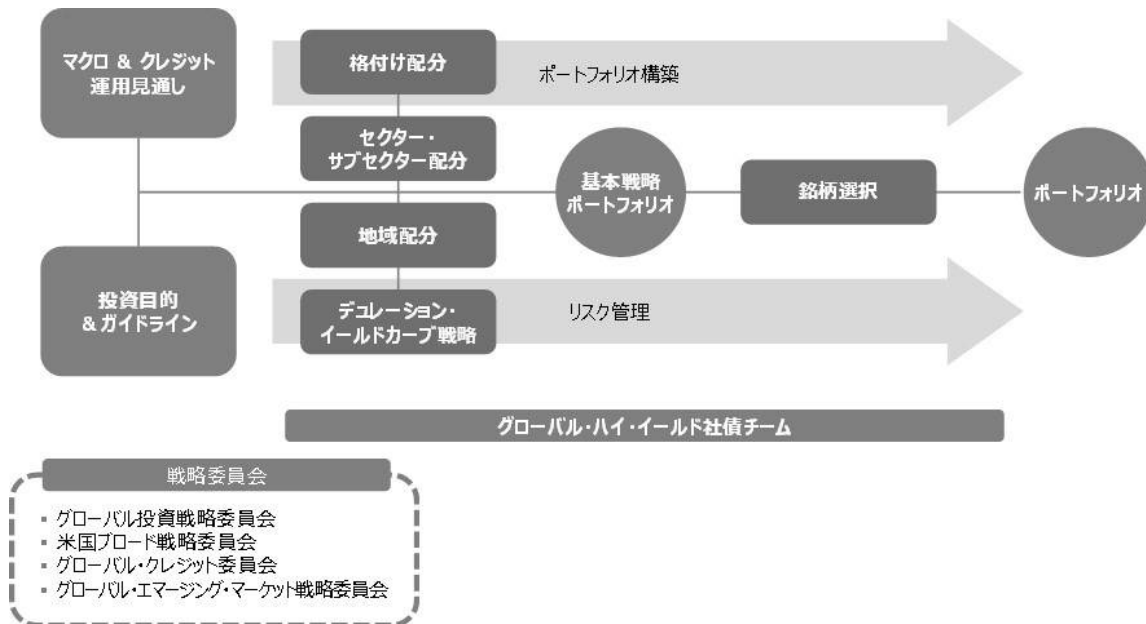 マクロ & クレジット
運用見通し
投資目的
& ガイドライン
格付け配分
セクター・
サブセクター配分
地域配分
デュレーション・
イールドカーブ戦略
ポートフォリオ構築
基本戦略
ポートフォリオ
銘柄選択
ポートフォリオ
リスク管理
グローバル・ハイ・イールド社債チーム
戦略委員会
▪ グローバル投資戦略委員会
▪ 米国ブロード戦略委員会
▪ グローバル・クレジット委員会
▪ グローバル・エマージング・マーケット戦略委員会